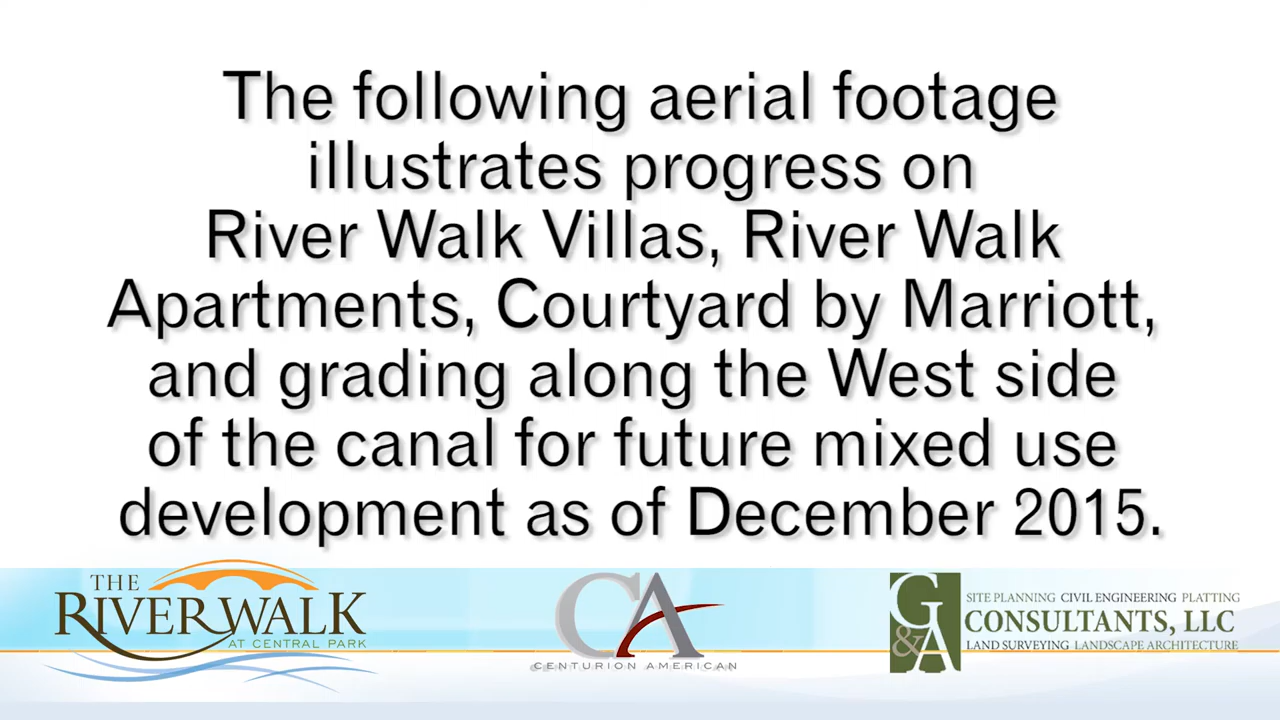 The following aerial footage
illustrates progress on
River Walk Villas, River Walk
Apartments, Courtyard by Marriott,
and grading along the West side
of the canal for future mixed use
development as of December 2015.
THE
RIVER WALK
AT CENTRAL PARK
CA
CENTURION AMERICAN
G&A
SITE PLANNING CIVIL ENGINEERING PLATTING
CONSULTANTS, LLC
LAND SURVEYING LANDSCAPE ARCHITECTURE